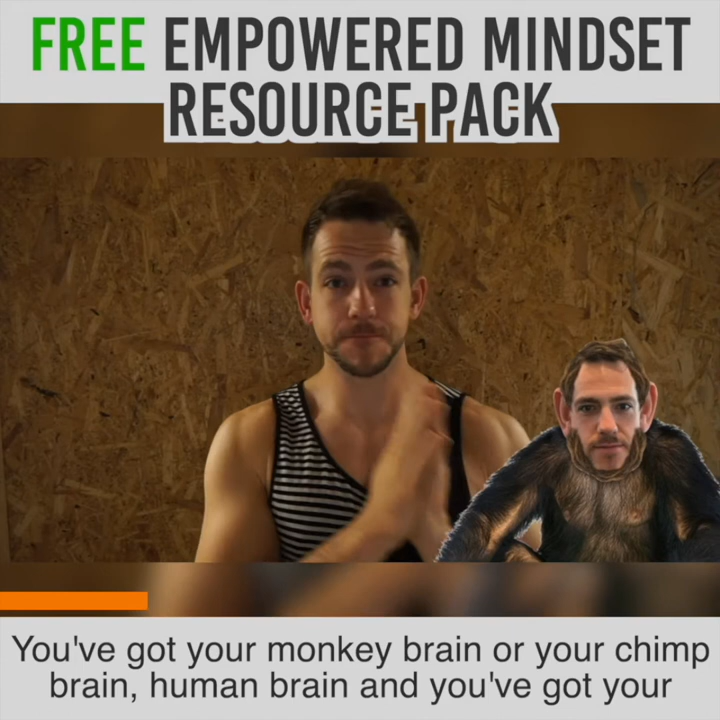 FREE EMPOWERED MINDSET
RESOURCE PACK
You've got your monkey brain or your chimp
brain, human brain and you've got your